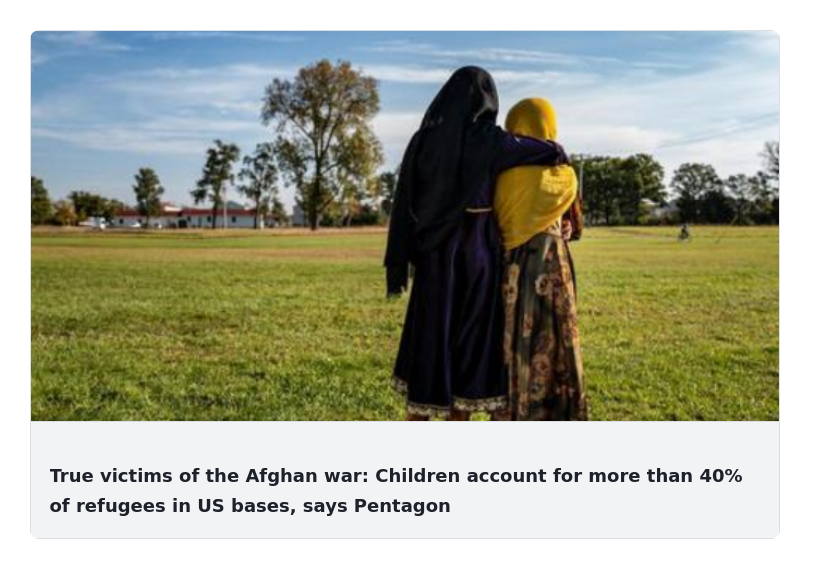 True victims of the Afghan war: Children account for more than 40%
of refugees in US bases, says Pentagon